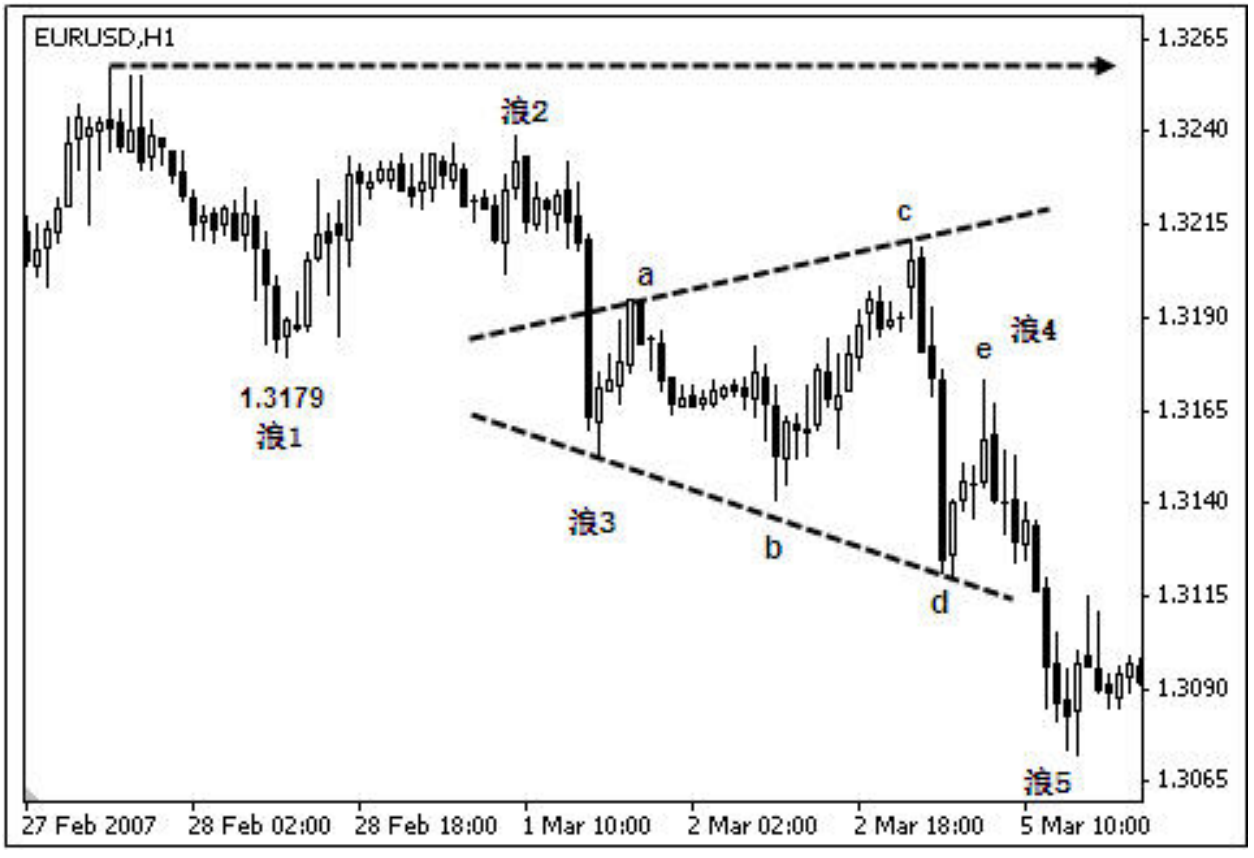 EURUSD,H1
1.3265
浪2
1.3240
c
1.3215
a
1.3190
浪4
e
1.3179
浪1
1.3165
浪3
1.3140
b
d
1.3115
1.3090
浪5
1.3065
27 Feb 2007 28 Feb 02:00 28 Feb 18:00 1 Mar 10:00 2 Mar 02:00 2 Mar 18:00 5 Mar 10:00